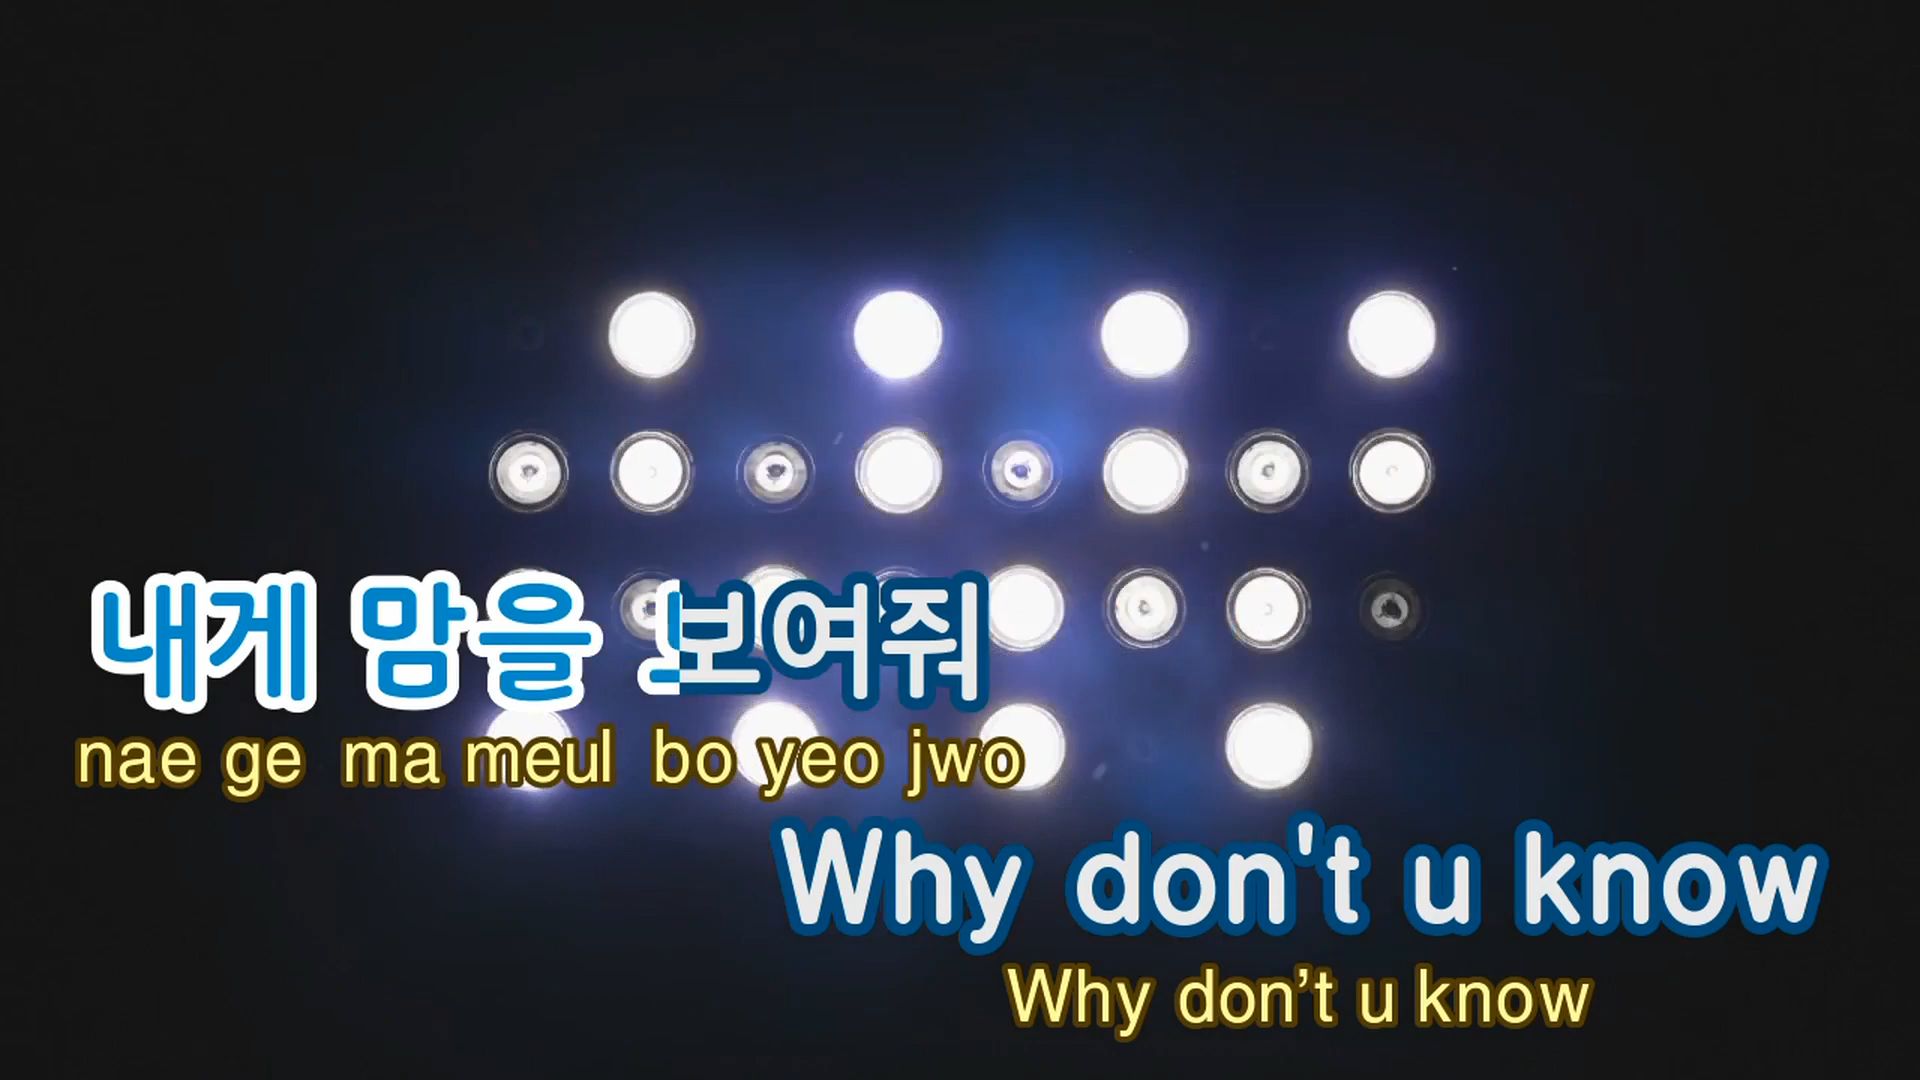 내게 맘을 보여줘
nae ge ma meul bo yeo jwo
Why don't u know
Why don’t u know